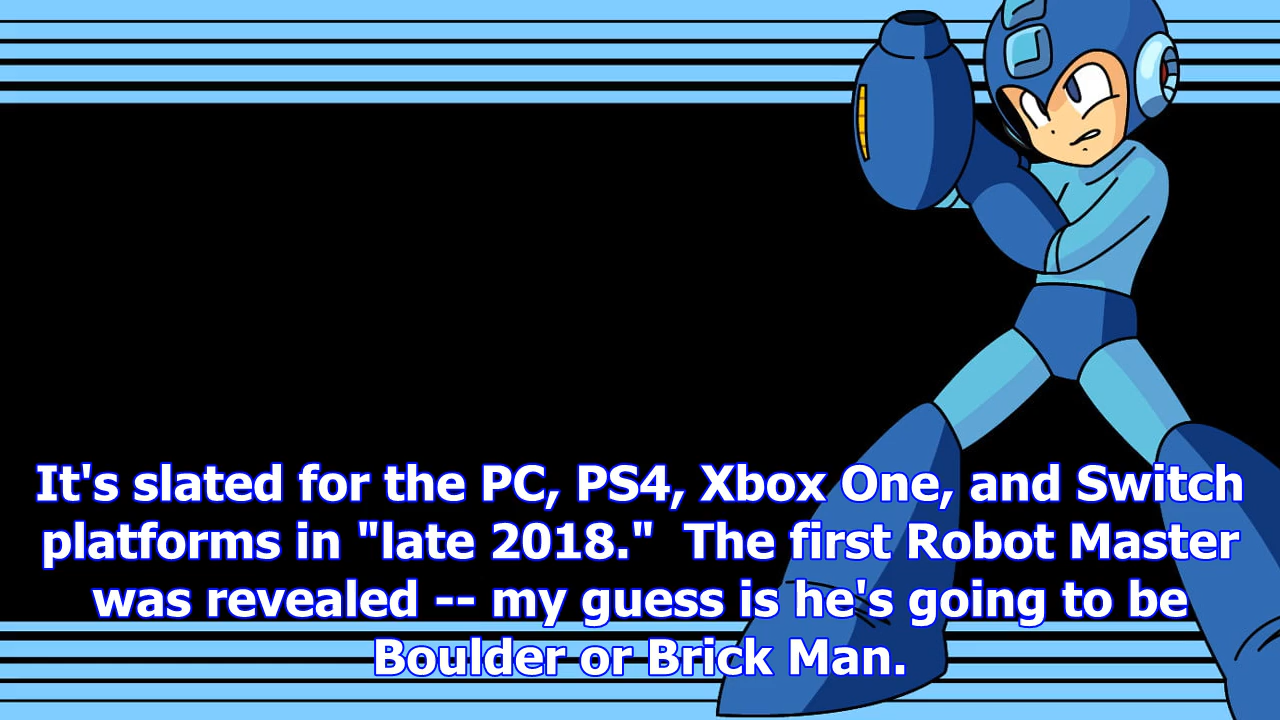 It's slated for the PC, PS4, Xbox One, and Switch
platforms in "late 2018."  The first Robot Master
was revealed -- my guess is he's going to be
Boulder or Brick Man.